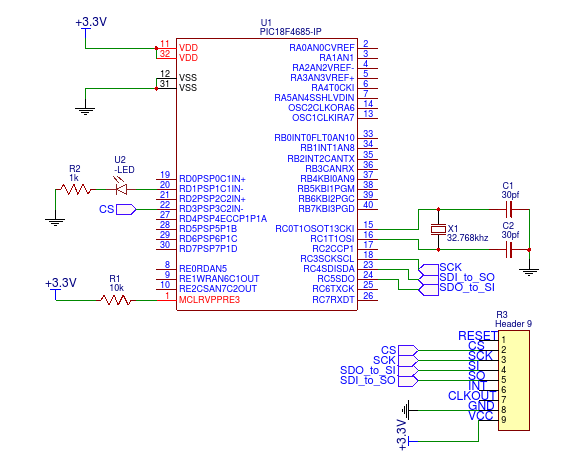 +3.3V
U1
PIC18F4685-IP
11 VDD
32 VDD
12 VSS
31 VSS
RA0AN0CVREF 2
RA1AN1 3
RA2AN2VREF- 4
RA3AN3VREF+ 5
RA4T0CKI 6
RA5AN4SSHLVDIN 7
OSC2CLKORA6 14
OSC1CLKIRA7 13
RB0INT0FLT0AN10 33
RB1INT1AN8 34
RB2INT2CANTX 35
RB3CANRX 36
RB4KBI0AN9 37
RB5KBI1PGM 38
RB6KBI2PGC 39
RB7KBI3PGD 40
R2
1k
U2
-LED
CS
19 RD0PSP0C1IN+
20 RD1PSP1C1IN-
21 RD2PSP2C2IN+
22 RD3PSP3C2IN-
27 RD4PSP4ECCP1P1A
28 RD5PSP5P1B
29 RD6PSP6P1C
30 RD7PSP7P1D
8 RE0RDAN5
9 RE1WRAN6C1OUT
10 RE2CSAN7C2OUT
1 MCLRVPPRE3
+3.3V
R1
10k
RC0T1OSOT13CKI 15
RC1T1OSI 16
RC2CCP1 17
RC3SCKSCL 18
RC4SDISDA 23
RC5SDO 24
RC6TXCK 25
RC7RXDT 26
C1
30pf
C2
30pf
X1
32.768khz
SCK
SDI_to_SO
SDO_to_SI
R3
Header 9
RESET 1
CS CS 2
SCK SCK 3
SDO_to_SI SI 4
SDI_to_SO SO 5
INT 6
CLKOUT 7
GND 8
VCC 9
+3.3V